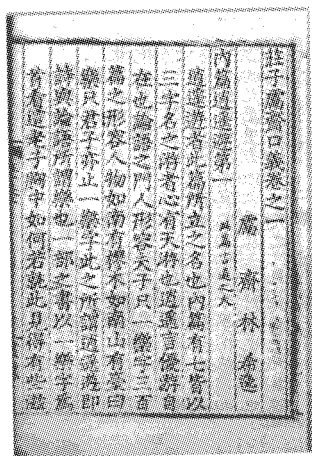 莊子鬳齋口義卷之一
鬳齋林希逸
內篇逍遙遊第一
逍遙遊者此篇所立之名也內篇有七皆以
三字名之游者心有天游也逍遙言優游自
在也論語之門人形容夫子只一樂字三百
篇之形容人物如南有樛木如南山有臺曰
樂只君子亦止一樂字此之所謂逍遙遊即
詩與論語所謂樂也一部之書以一樂字為
首看這老子胸中如何若就此見得有些滋